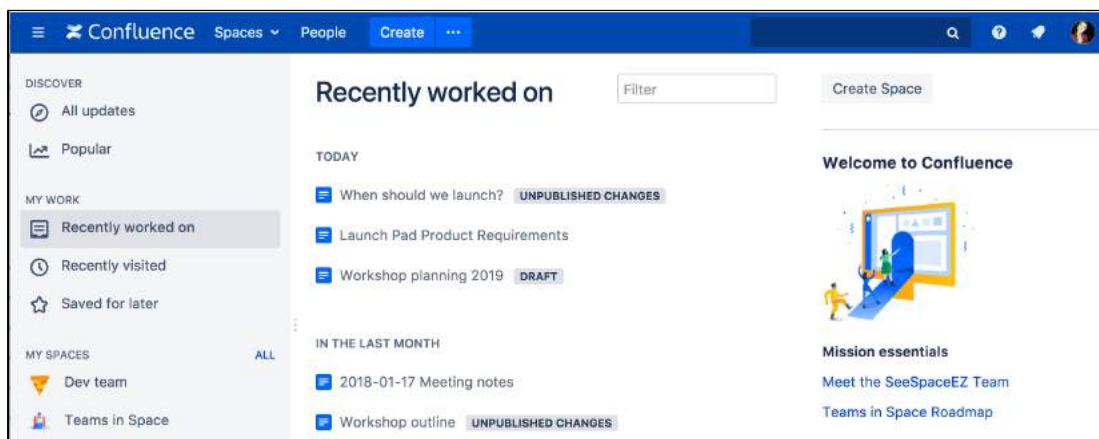 Confluence Spaces People Create ...
DISCOVER
All updates
Popular
MY WORK
Recently worked on
Recently visited
Saved for later
MY SPACES ALL
Dev team
Teams in Space
Recently worked on
Filter
TODAY
When should we launch? UNPUBLISHED CHANGES
Launch Pad Product Requirements
Workshop planning 2019 DRAFT
IN THE LAST MONTH
2018-01-17 Meeting notes
Workshop outline UNPUBLISHED CHANGES
Create Space
Welcome to Confluence
Mission essentials
Meet the SeeSpaceEZ Team
Teams in Space Roadmap